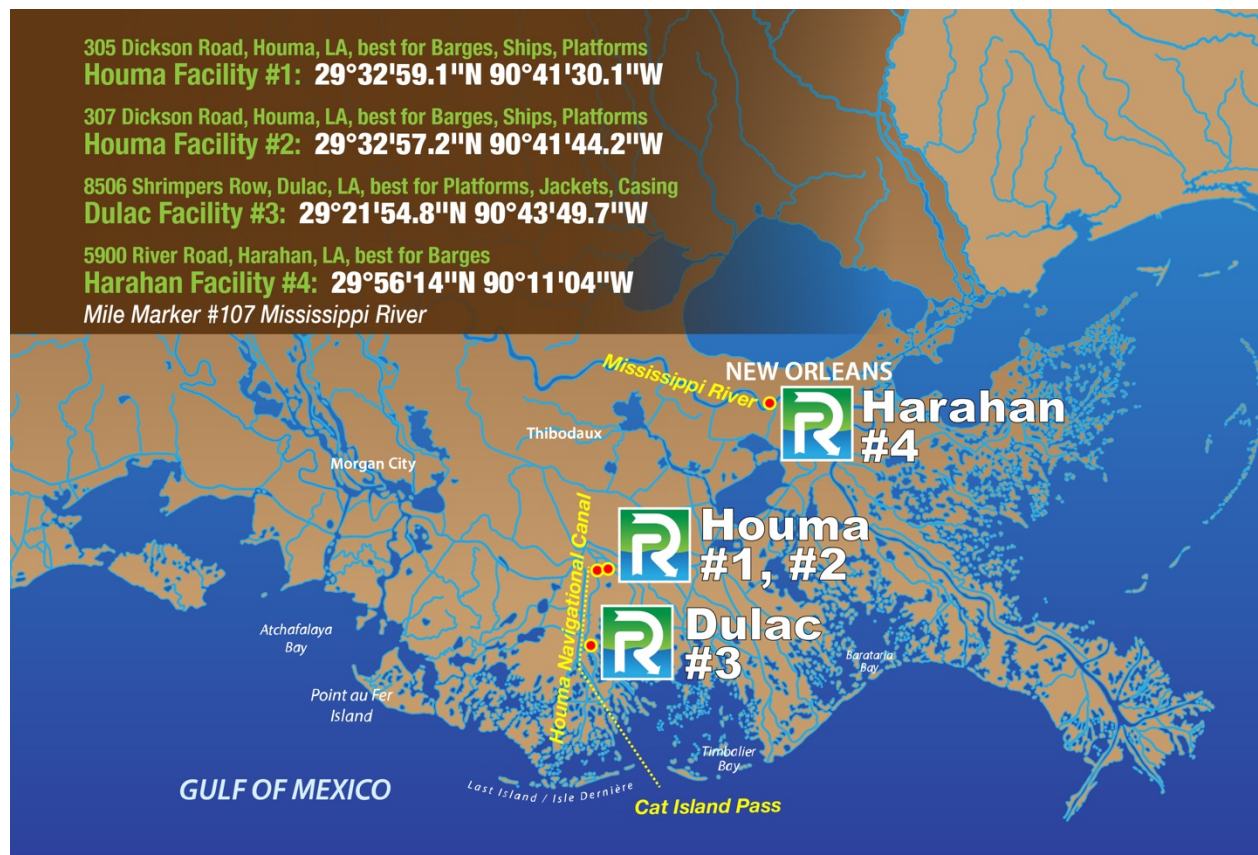 305 Dickson Road, Houma, LA, best for Barges, Ships, Platforms
Houma Facility #1: 29°32'59.1"N 90°41'30.1"W
307 Dickson Road, Houma, LA, best for Barges, Ships, Platforms
Houma Facility #2: 29°32'57.2"N 90°41'44.2"W
8506 Shrimpers Row, Dulac, LA, best for Platforms, Jackets, Casing
Dulac Facility #3: 29°21'54.8"N 90°43'49.7"W
5900 River Road, Harahan, LA, best for Barges
Harahan Facility #4: 29°56'14"N 90°11'04"W
Mile Marker #107 Mississippi River
Mississippi River
NEW ORLEANS
R
Harahan
#4
Thibodaux
Morgan City
Houma Navigational Canal
R
Houma
#1, #2
R
Dulac
#3
Atchafalaya
Bay
Barataria
Bay
Point au Fer
Island
Timbalier
Bay
Last Island / Isle Dernière
GULF OF MEXICO
Cat Island Pass